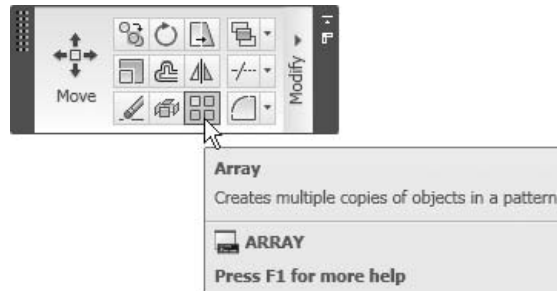 Move
Modify
Array
Creates multiple copies of objects in a pattern
ARRAY
Press F1 for more help